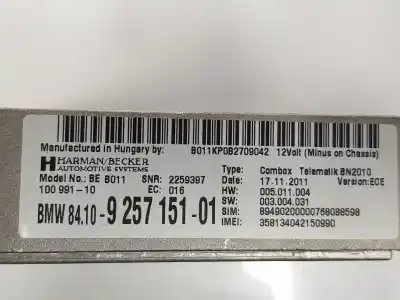 Manufactured in Hungary by: B011KP0B2709042 12Volt (Minus on Chassis)
HARMAN/BECKER
AUTOMOTIVE SYSTEMS
Type: Combox Telematik BN2010
Model No.: BE B011 SNR: 2259397 Date: 17.11.2011 Version:ECE
100 991-10 EC: 016 HW: 005.011.004
SW: 003.004.031
BMW 84.10-9 257 151-01 SIM: 89490200000768088598
IMEI: 358134042150990